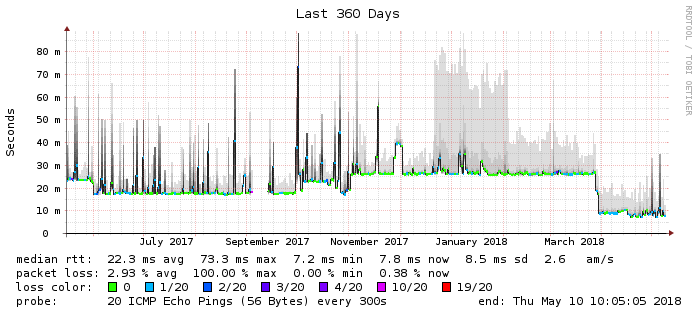 Last 360 Days
RRDTOOL / TOBI OETIKER
Seconds
80 m
70 m
60 m
50 m
40 m
30 m
20 m
10 m
0
July 2017 September 2017 November 2017 January 2018 March 2018
median rtt: 22.3 ms avg 73.3 ms max 7.2 ms min 7.8 ms now 8.5 ms sd 2.6 am/s
packet loss: 2.93 % avg 100.00 % max 0.00 % min 0.38 % now
loss color: 0 1/20 2/20 3/20 4/20 10/20 19/20
probe: 20 ICMP Echo Pings (56 Bytes) every 300s end: Thu May 10 10:05:05 2018